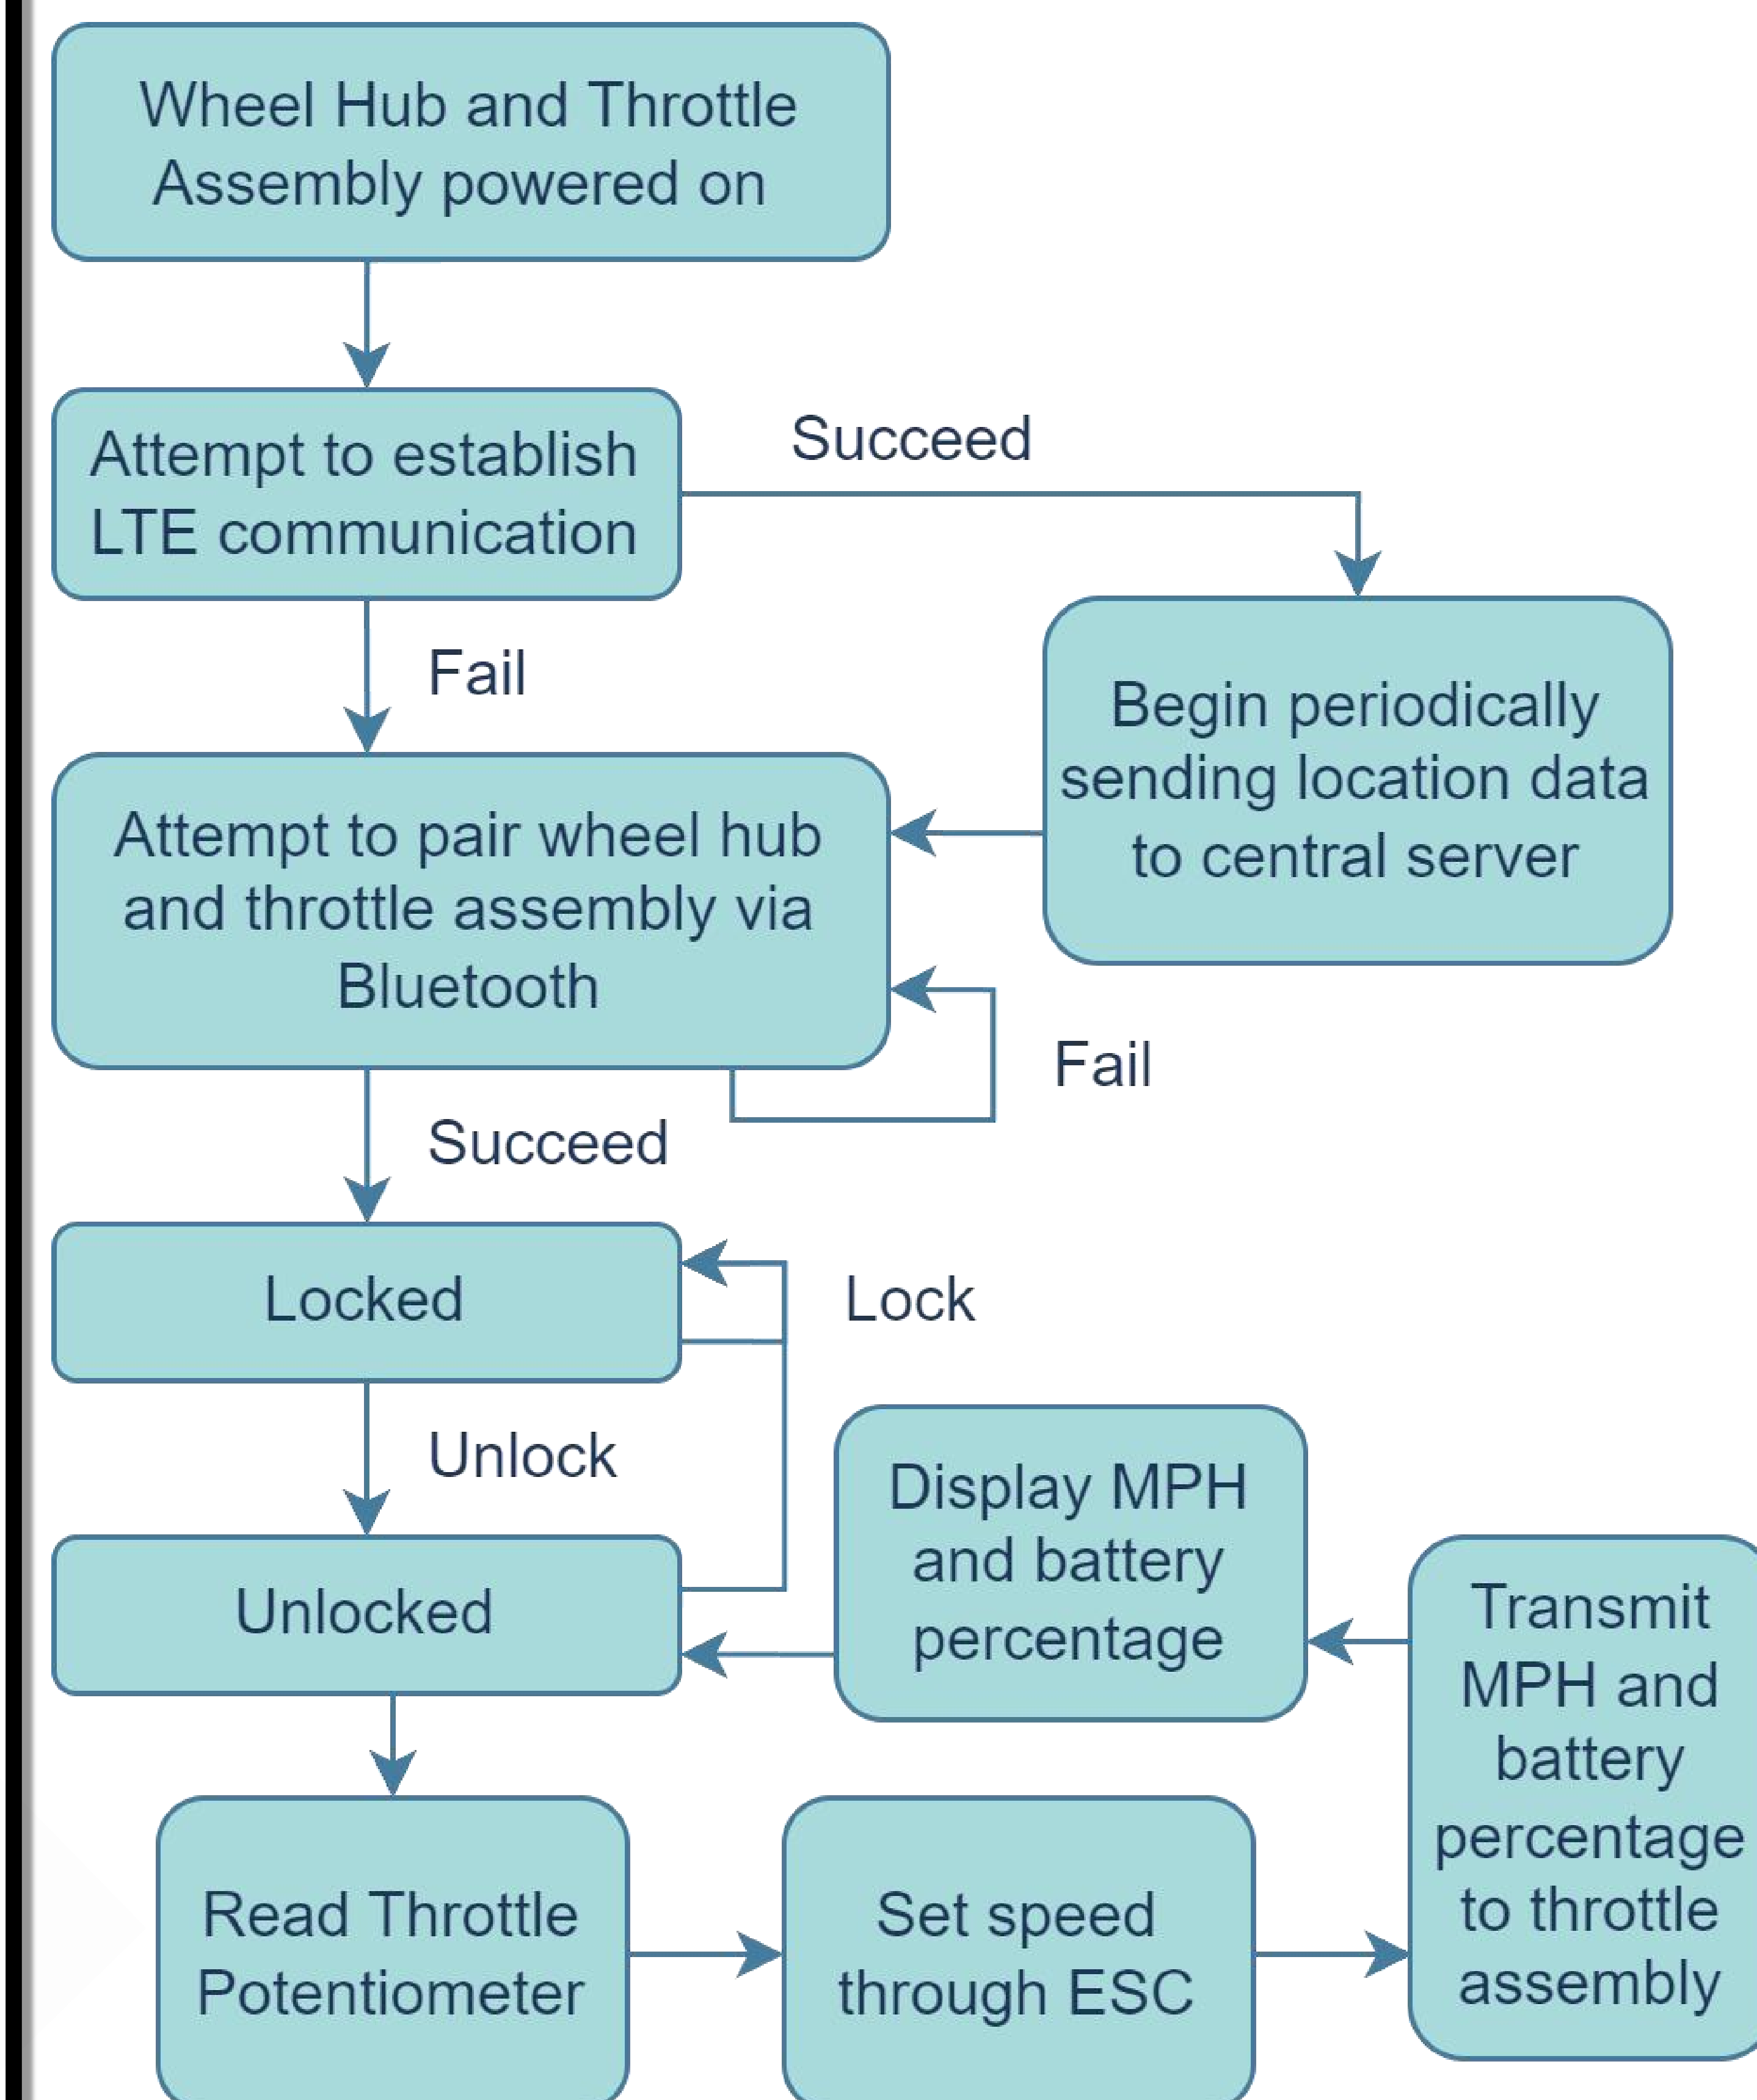 Wheel Hub and Throttle
Assembly powered on
Attempt to establish
LTE communication
Succeed
Fail
Begin periodically
sending location data
to central server
Attempt to pair wheel hub
and throttle assembly via
Bluetooth
Fail
Succeed
Locked
Lock
Unlock
Unlocked
Display MPH
and battery
percentage
Transmit
MPH and
battery
percentage
to throttle
assembly
Read Throttle
Potentiometer
Set speed
through ESC